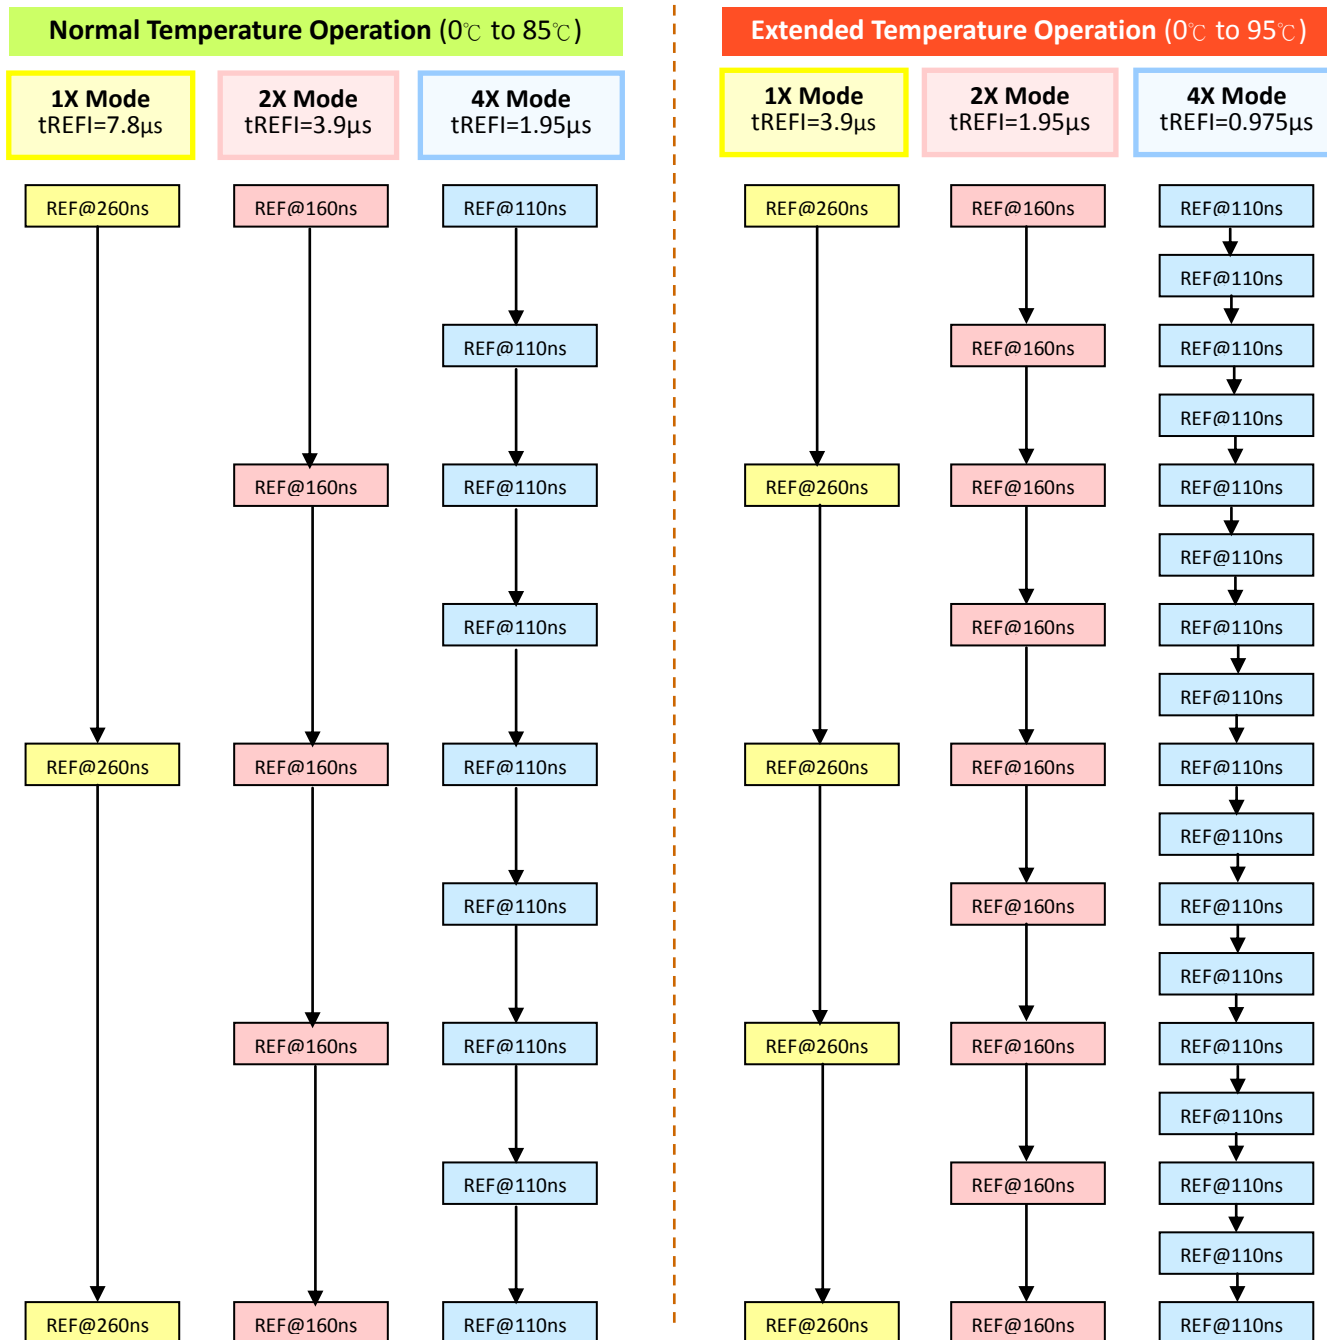 Normal Temperature Operation (0℃ to 85℃)
Extended Temperature Operation (0℃ to 95℃)
1X Mode
tREFI=7.8μs
2X Mode
tREFI=3.9μs
4X Mode
tREFI=1.95μs
1X Mode
tREFI=3.9μs
2X Mode
tREFI=1.95μs
4X Mode
tREFI=0.975μs
REF@260ns
REF@160ns
REF@110ns
REF@260ns
REF@160ns
REF@110ns
REF@110ns
REF@110ns
REF@160ns
REF@110ns
REF@110ns
REF@160ns
REF@110ns
REF@260ns
REF@160ns
REF@110ns
REF@110ns
REF@110ns
REF@160ns
REF@110ns
REF@110ns
REF@260ns
REF@160ns
REF@110ns
REF@260ns
REF@160ns
REF@110ns
REF@110ns
REF@110ns
REF@160ns
REF@110ns
REF@110ns
REF@160ns
REF@110ns
REF@260ns
REF@160ns
REF@110ns
REF@110ns
REF@110ns
REF@160ns
REF@110ns
REF@110ns
REF@260ns
REF@160ns
REF@110ns
REF@260ns
REF@160ns
REF@110ns